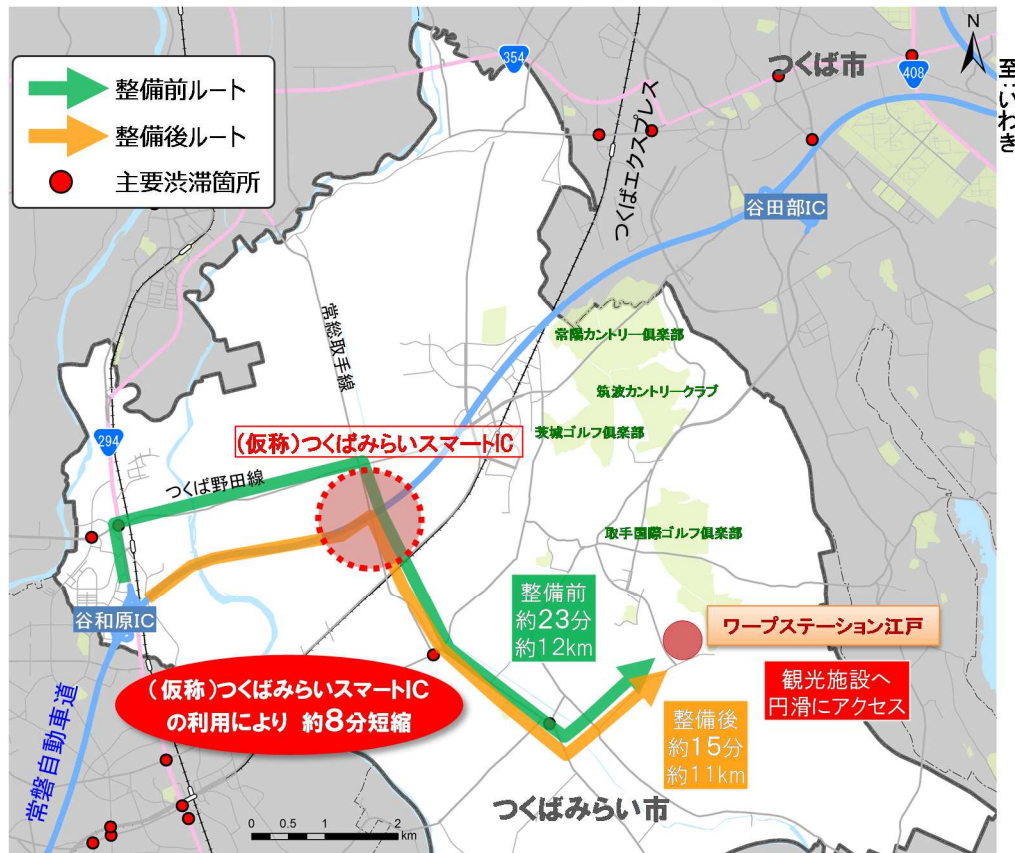 整備前ルート
整備後ルート
主要渋滞箇所
354
つくば市
408
N
至 いわき
つくばエクスプレス
谷田部IC
常総取手線
常陽カントリー倶楽部
筑波カントリークラブ
茨城ゴルフ倶楽部
294
(仮称)つくばみらいスマートIC
つくば野田線
取手国際ゴルフ倶楽部
整備前
約23分
約12km
谷和原IC
ワープステーション江戸
(仮称)つくばみらいスマートIC
の利用により 約8分短縮
観光施設へ
円滑にアクセス
整備後
約15分
約11km
常磐自動車道
つくばみらい市
0 0.5 1 2
km